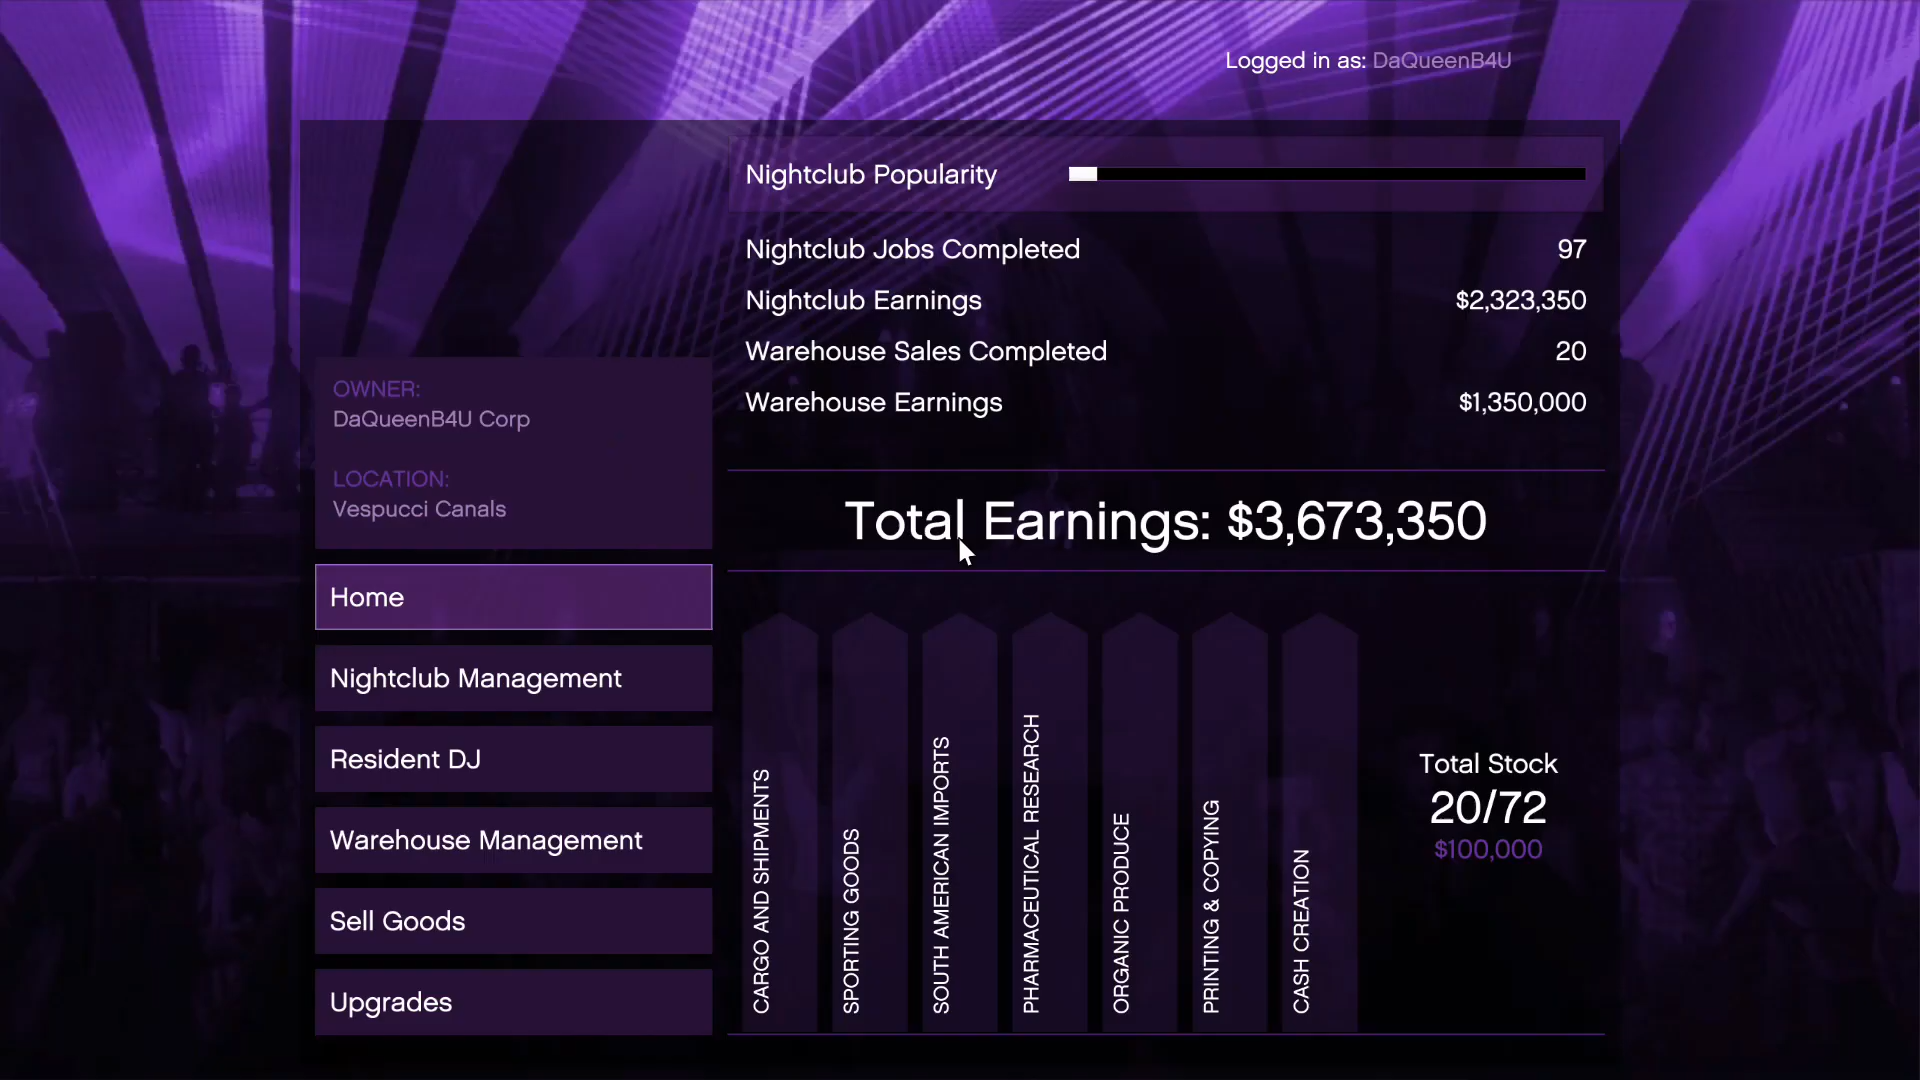 Logged in as: DaQueenB4U
Nightclub Popularity
Nightclub Jobs Completed 97
Nightclub Earnings $2,323,350
Warehouse Sales Completed 20
Warehouse Earnings $1,350,000
OWNER:
DaQueenB4U Corp
LOCATION:
Vespucci Canals
Total Earnings: $3,673,350
Home
Nightclub Management
Resident DJ
Warehouse Management
Sell Goods
Upgrades
CARGO AND SHIPMENTS
SPORTING GOODS
SOUTH AMERICAN IMPORTS
PHARMACEUTICAL RESEARCH
ORGANIC PRODUCE
PRINTING & COPYING
CASH CREATION
Total Stock
20/72
$100,000